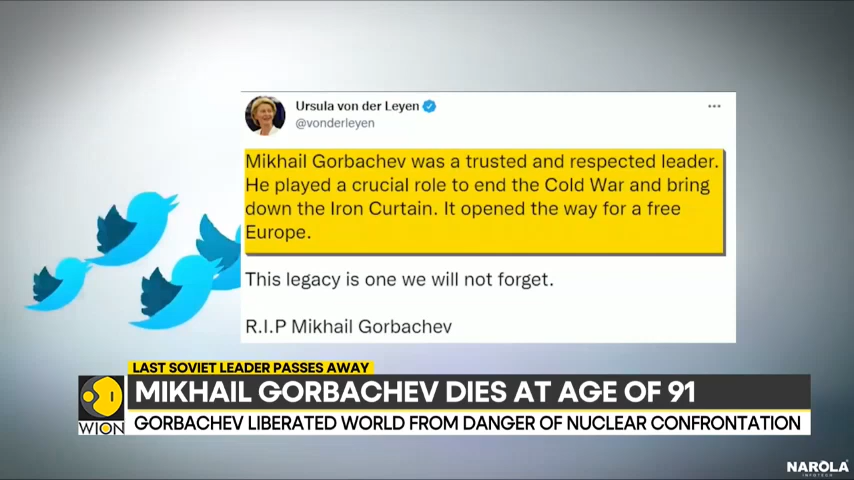 Ursula von der Leyen
@vonderleyen
Mikhail Gorbachev was a trusted and respected leader.
He played a crucial role to end the Cold War and bring
down the Iron Curtain. It opened the way for a free
Europe.
This legacy is one we will not forget.
R.I.P Mikhail Gorbachev
LAST SOVIET LEADER PASSES AWAY
MIKHAIL GORBACHEV DIES AT AGE OF 91
WION
GORBACHEV LIBERATED WORLD FROM DANGER OF NUCLEAR CONFRONTATION
NAROLA
INFOTECH